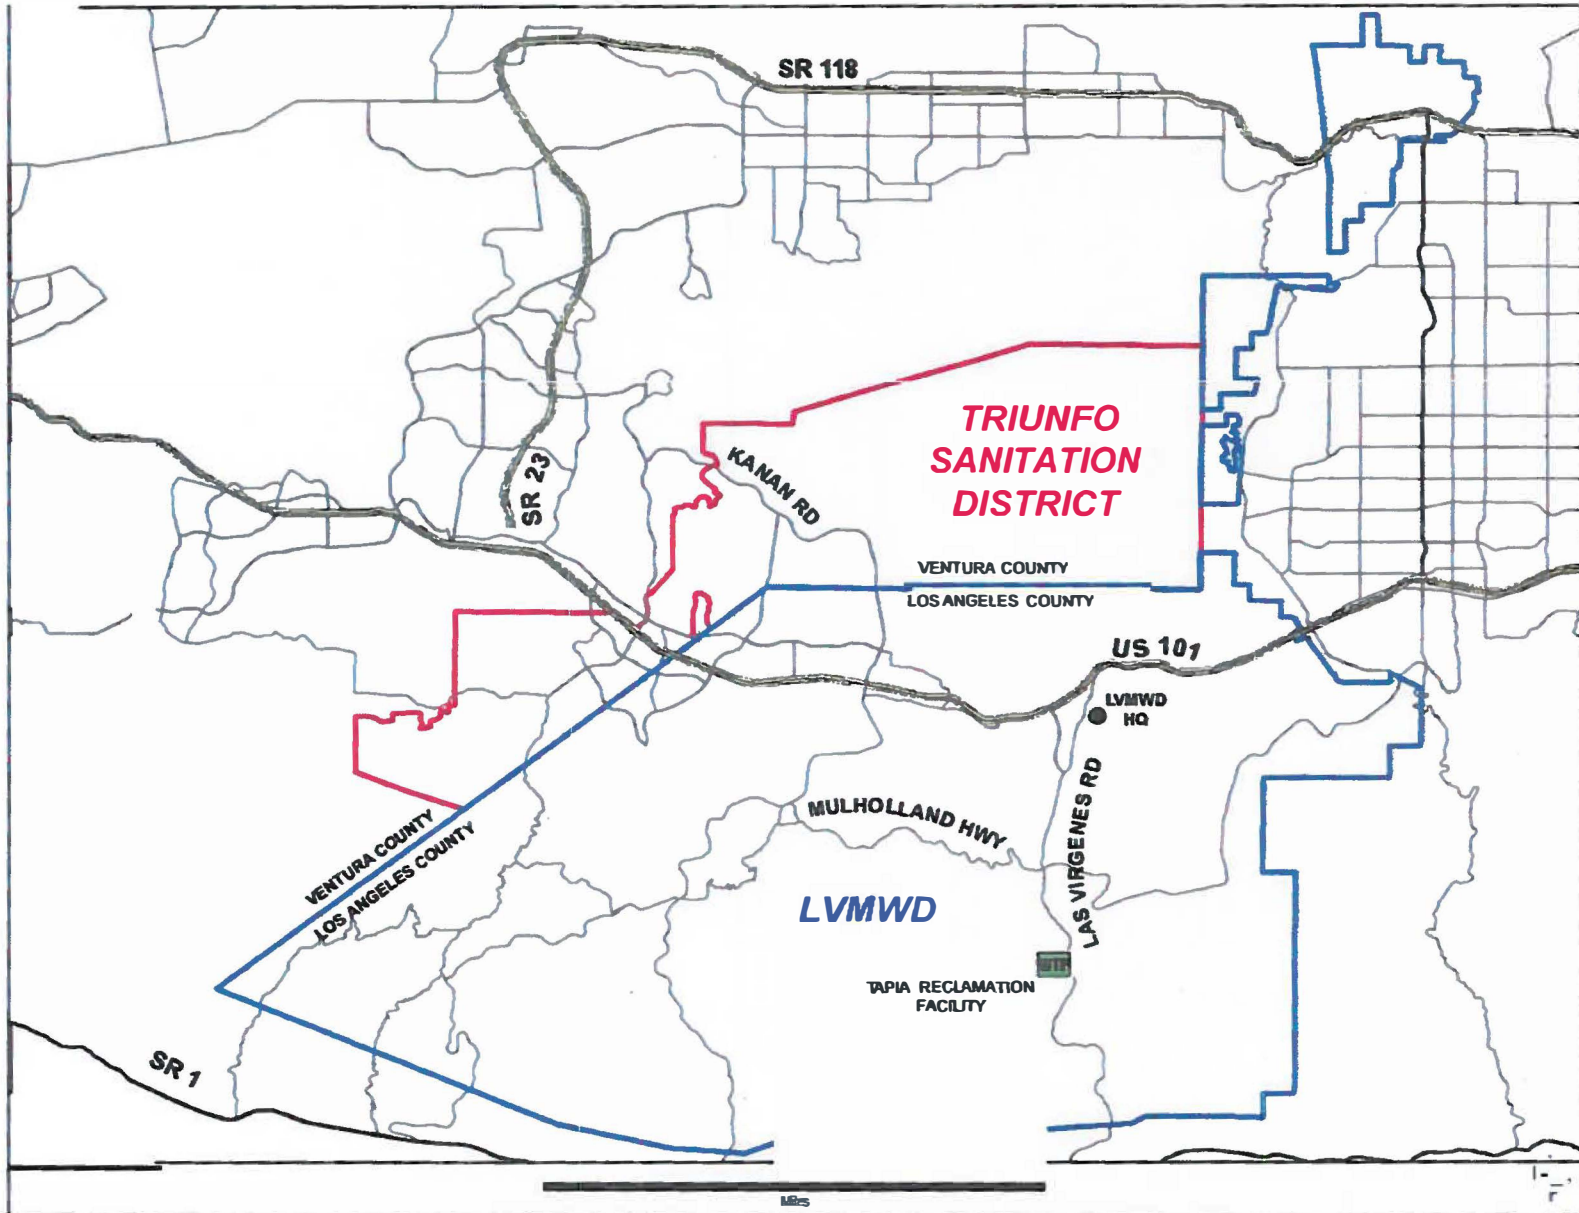 SR 118
TRIUNFO
SANITATION
DISTRICT
KANAN RD
SR 23
VENTURA COUNTY
LOS ANGELES COUNTY
US 101
LVMWD
HQ
LAS VIRGENES RD
MULHOLLAND HWY
VENTURA COUNTY
LOS ANGELES COUNTY
LVMWD
TAPIA RECLAMATION
FACILITY
SR 1